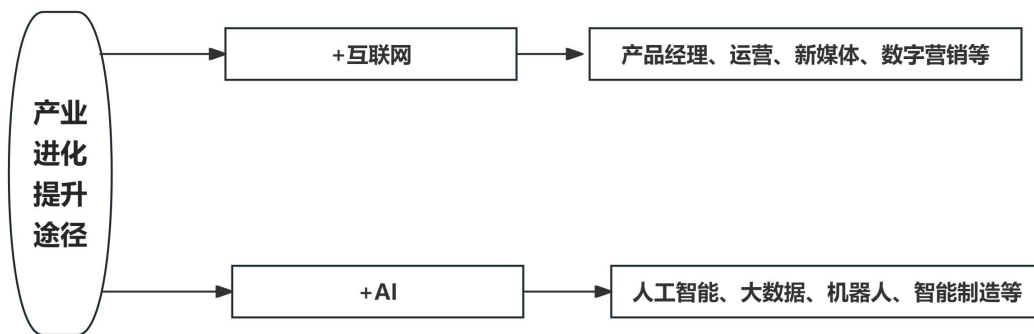 产业
进化
提升
途径
+互联网
产品经理、运营、新媒体、数字营销等
+AI
人工智能、大数据、机器人、智能制造等